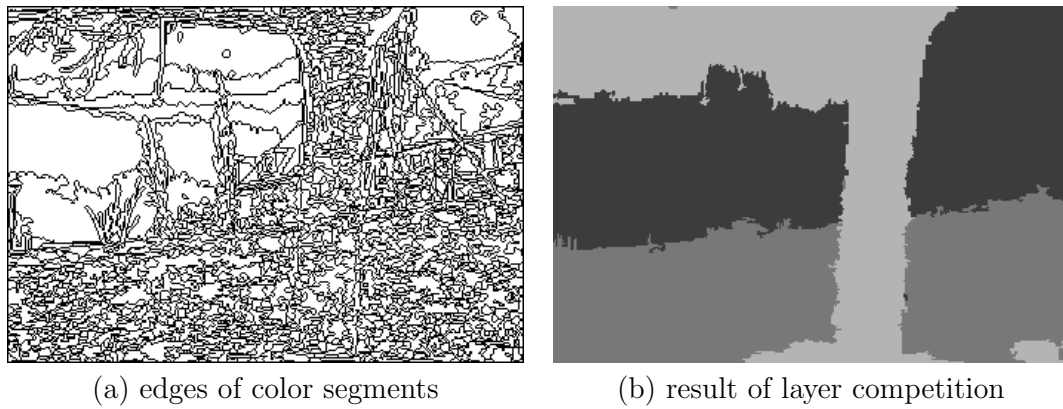 (a) edges of color segments
(b) result of layer competition